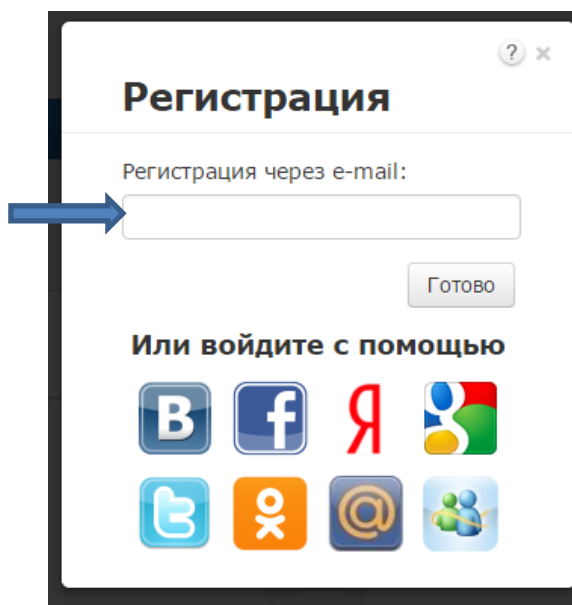 ?
Регистрация
Регистрация через e-mail:
Готово
Или войдите с помощью
В f Я g
t @